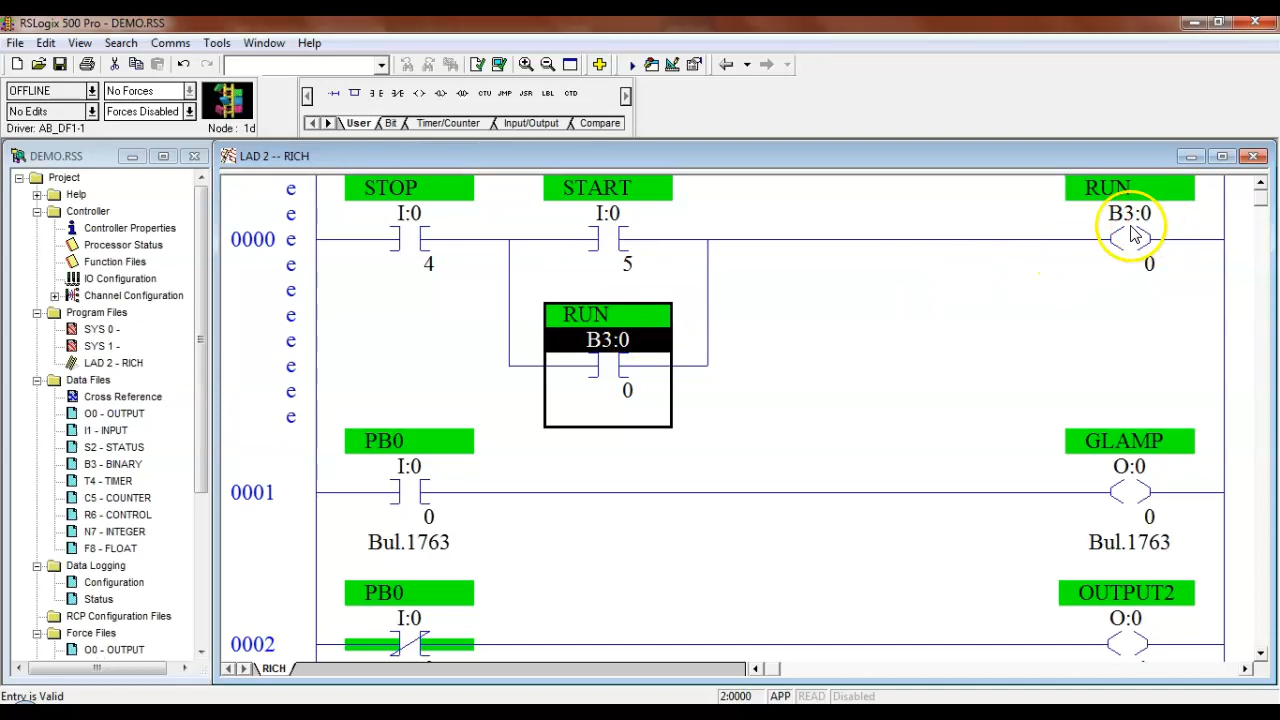 RSLogix 500 Pro - DEMO.RSS
File Edit View Search Comms Tools Window Help
OFFLINE No Forces
No Edits Forces Disabled
Driver: AB_DF1-1 Node : 1d
CTU JMP JSR LBL CTD
User Bit Timer/Counter Input/Output Compare
DEMO.RSS
Project
Help
Controller
Controller Properties
Processor Status
Function Files
IO Configuration
Channel Configuration
Program Files
SYS 0 -
SYS 1 -
LAD 2 - RICH
Data Files
Cross Reference
O0 - OUTPUT
I1 - INPUT
S2 - STATUS
B3 - BINARY
T4 - TIMER
C5 - COUNTER
R6 - CONTROL
N7 - INTEGER
F8 - FLOAT
Data Logging
Configuration
Status
RCP Configuration Files
Force Files
O0 - OUTPUT
LAD 2 -- RICH
e STOP START RUN
e I:0 I:0 B3:0
0000 e
e 4 5 0
e
e RUN
e B3:0
e
e 0
e
PB0 GLAMP
I:0 O:0
0001
0 0
Bul.1763 Bul.1763
PB0 OUTPUT2
I:0 O:0
0002
RICH
Entry is Valid 2:0000 APP READ Disabled